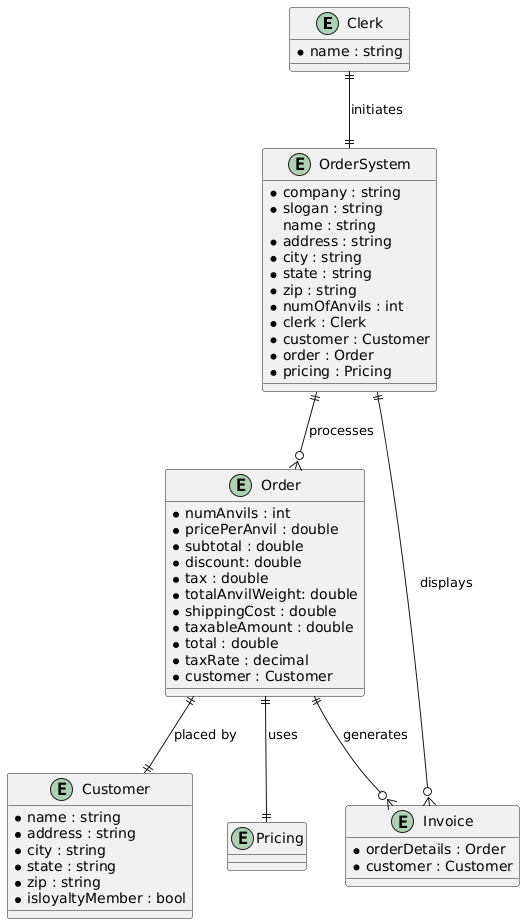 E Clerk
name : string
initiates
E OrderSystem
company : string
slogan : string
name : string
address : string
city : string
state : string
zip : string
numOfAnvils : int
clerk : Clerk
customer : Customer
order : Order
pricing : Pricing
processes
E Order
numAnvils : int
pricePerAnvil : double
subtotal : double
discount: double
tax : double
totalAnvilWeight: double
shippingCost : double
taxableAmount : double
total : double
taxRate : decimal
customer : Customer
displays
placed by
uses
generates
E Customer
name : string
address : string
city : string
state : string
zip : string
isloyaltyMember : bool
E Pricing
E Invoice
orderDetails : Order
customer : Customer